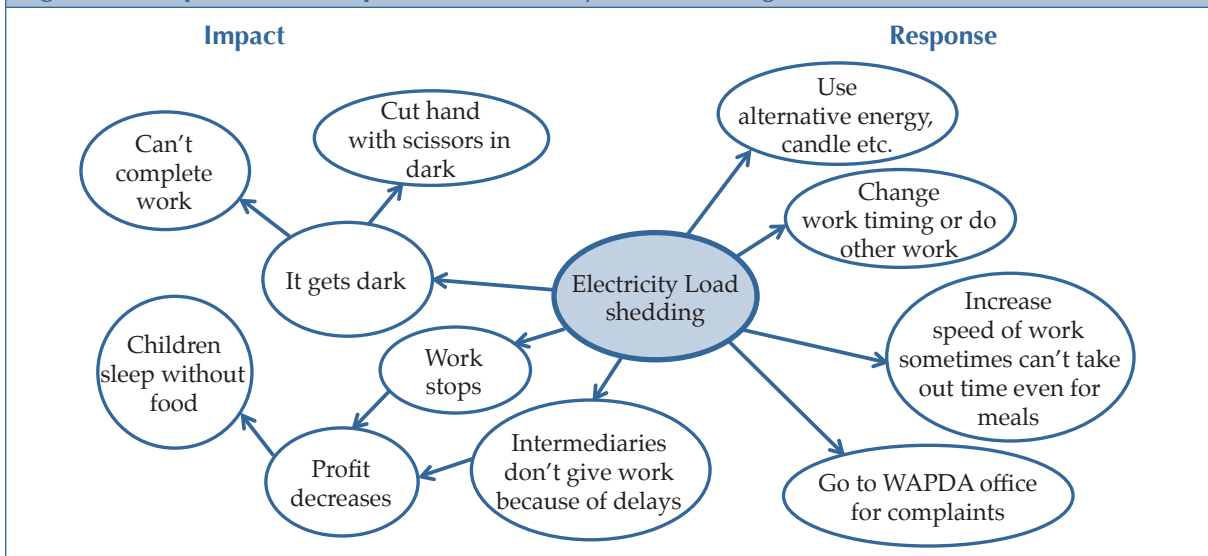 Impact
Response
Use
alternative energy,
candle etc.
Cut hand
with scissors in
dark
Can't
complete
work
Change
work timing or do
other work
It gets dark
Electricity Load
shedding
Increase
speed of work
sometimes can't take
out time even for
meals
Children
sleep without
food
Work
stops
Intermediaries
don't give work
because of delays
Profit
decreases
Go to WAPDA office
for complaints